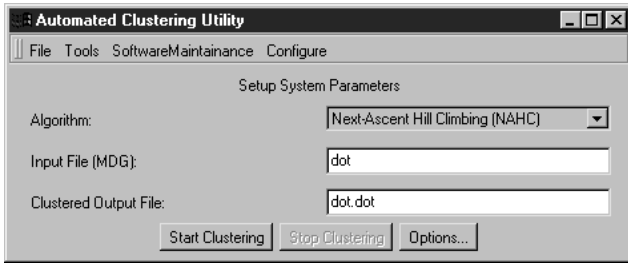 Automated Clustering Utility
File Tools SoftwareMaintainance Configure
Setup System Parameters
Algorithm: Next-Ascent Hill Climbing (NAHC)
Input File (MDG): dot
Clustered Output File: dot.dot
Start Clustering Stop Clustering Options...